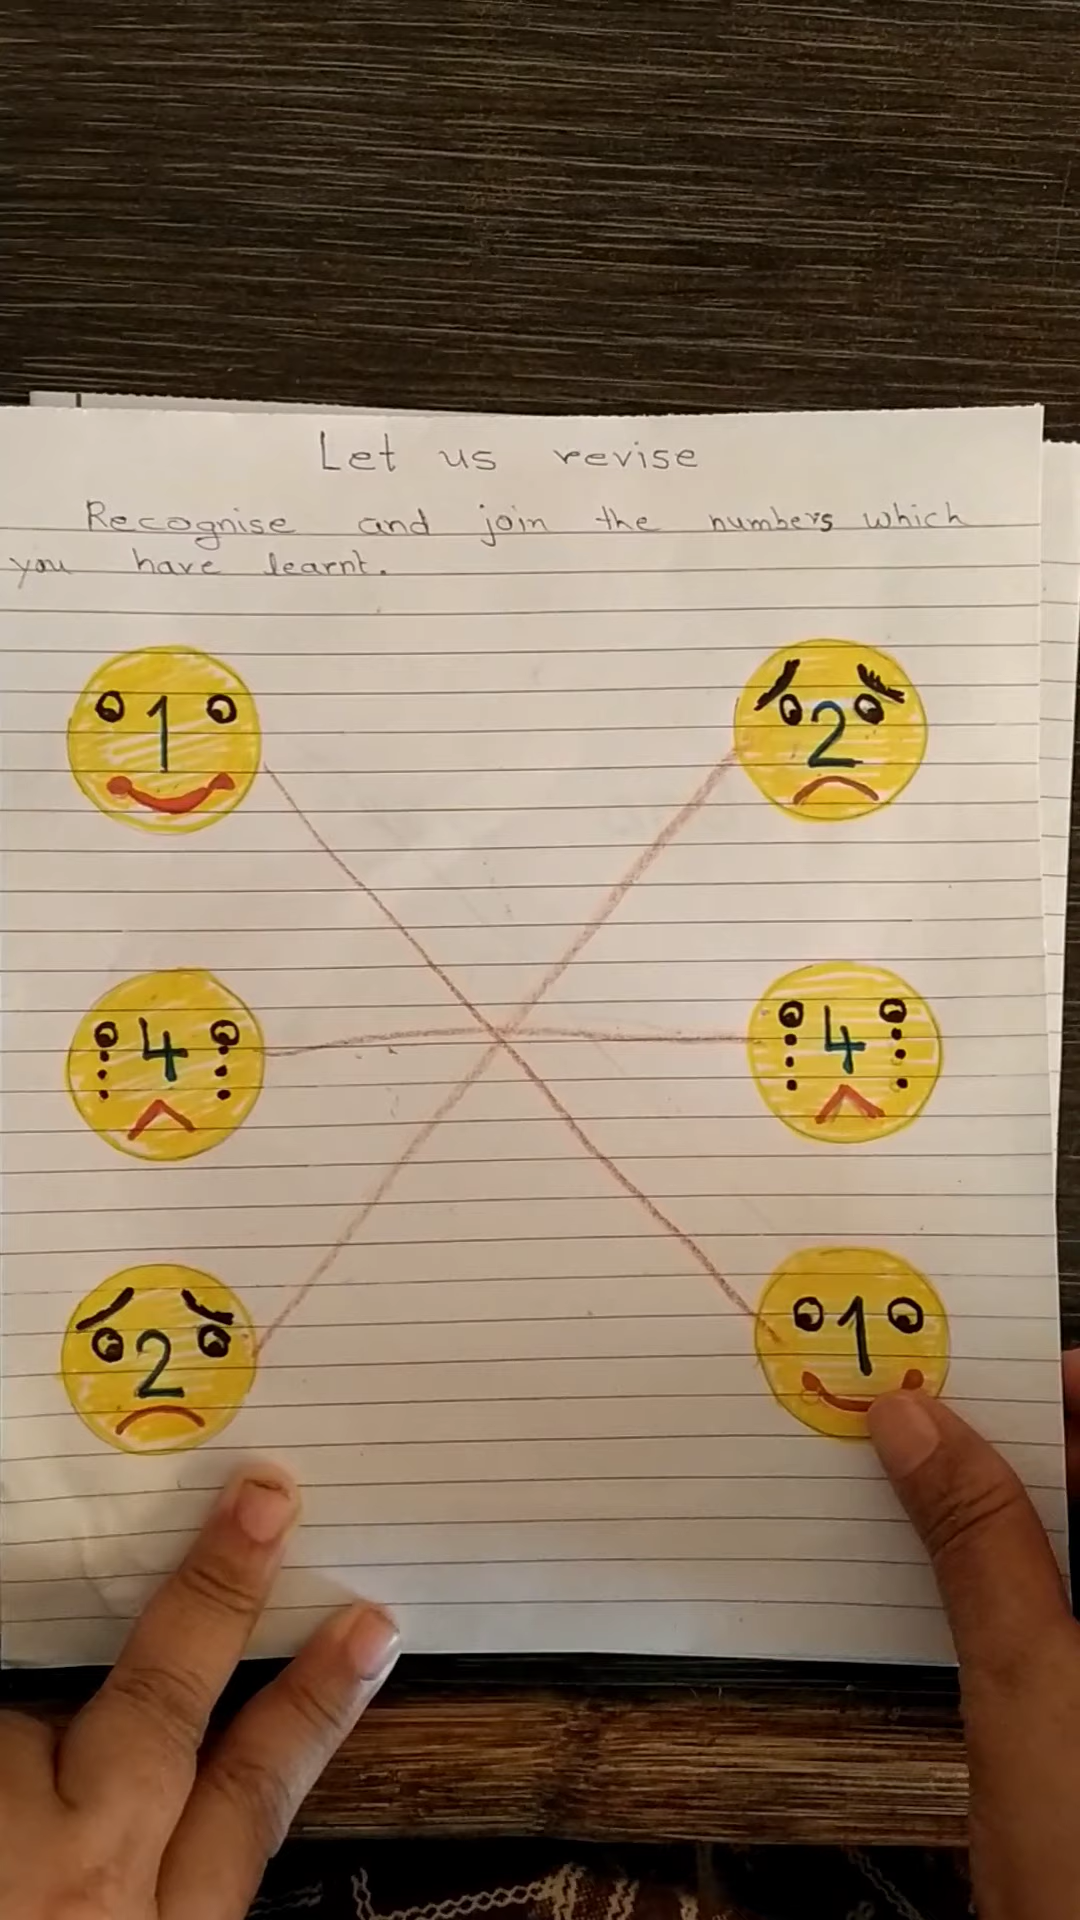 Let us revise
Recognise and join the numbers which
you have learnt.
1 2
4 4
2 1